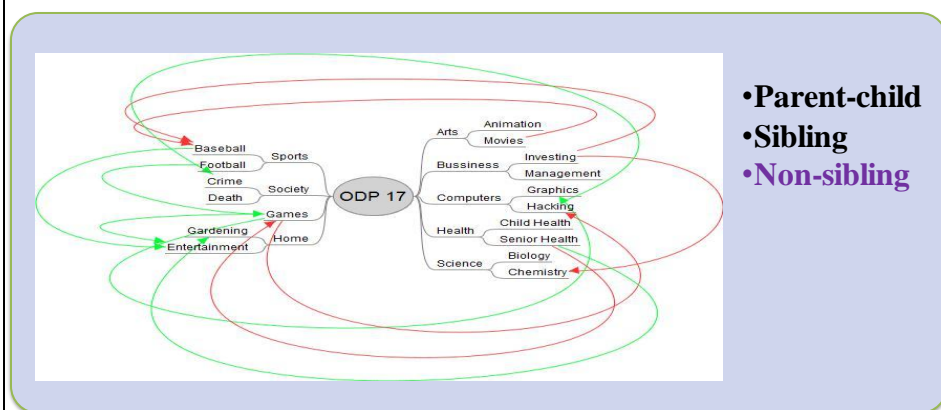 Baseball
Football
Sports
Crime
Death
Society
Games
Gardening
Entertainment
Home
ODP 17
Arts
Animation
Movies
Bussiness
Investing
Management
Computers
Graphics
Hacking
Health
Child Health
Senior Health
Science
Biology
Chemistry
•Parent-child
•Sibling
•Non-sibling